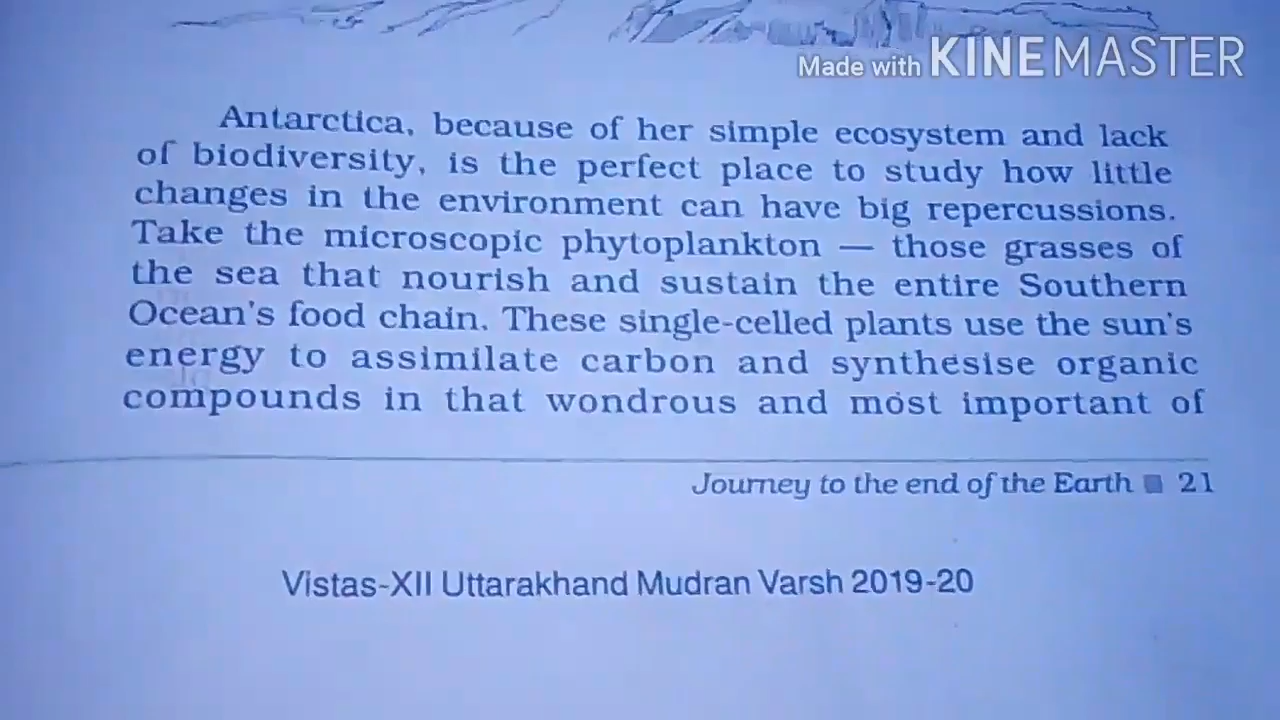 Made with KINEMASTER
Antarctica, because of her simple ecosystem and lack
of biodiversity, is the perfect place to study how little
changes in the environment can have big repercussions.
Take the microscopic phytoplankton — those grasses of
the sea that nourish and sustain the entire Southern
Ocean's food chain. These single-celled plants use the sun's
energy to assimilate carbon and synthesise organic
compounds in that wondrous and most important of
Journey to the end of the Earth ■ 21
Vistas-XII Uttarakhand Mudran Varsh 2019-20